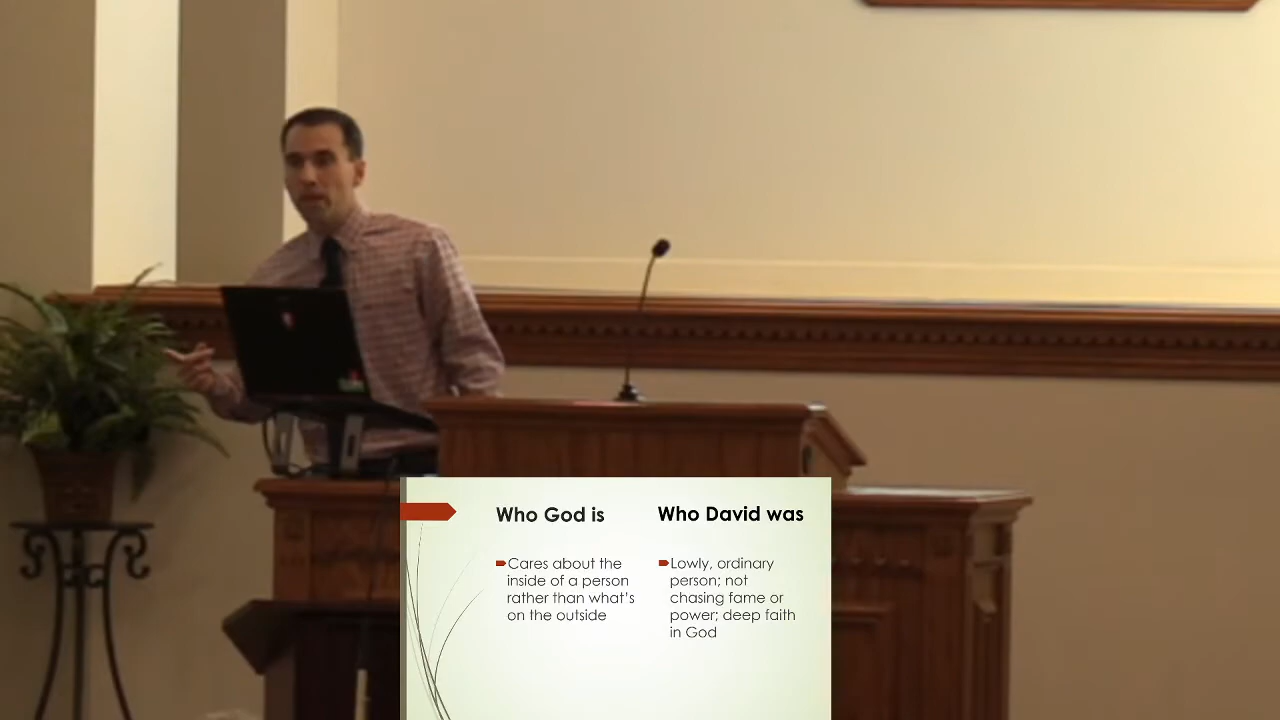 Who God is
Cares about the
inside of a person
rather than what's
on the outside
Who David was
Lowly, ordinary
person; not
chasing fame or
power; deep faith
in God